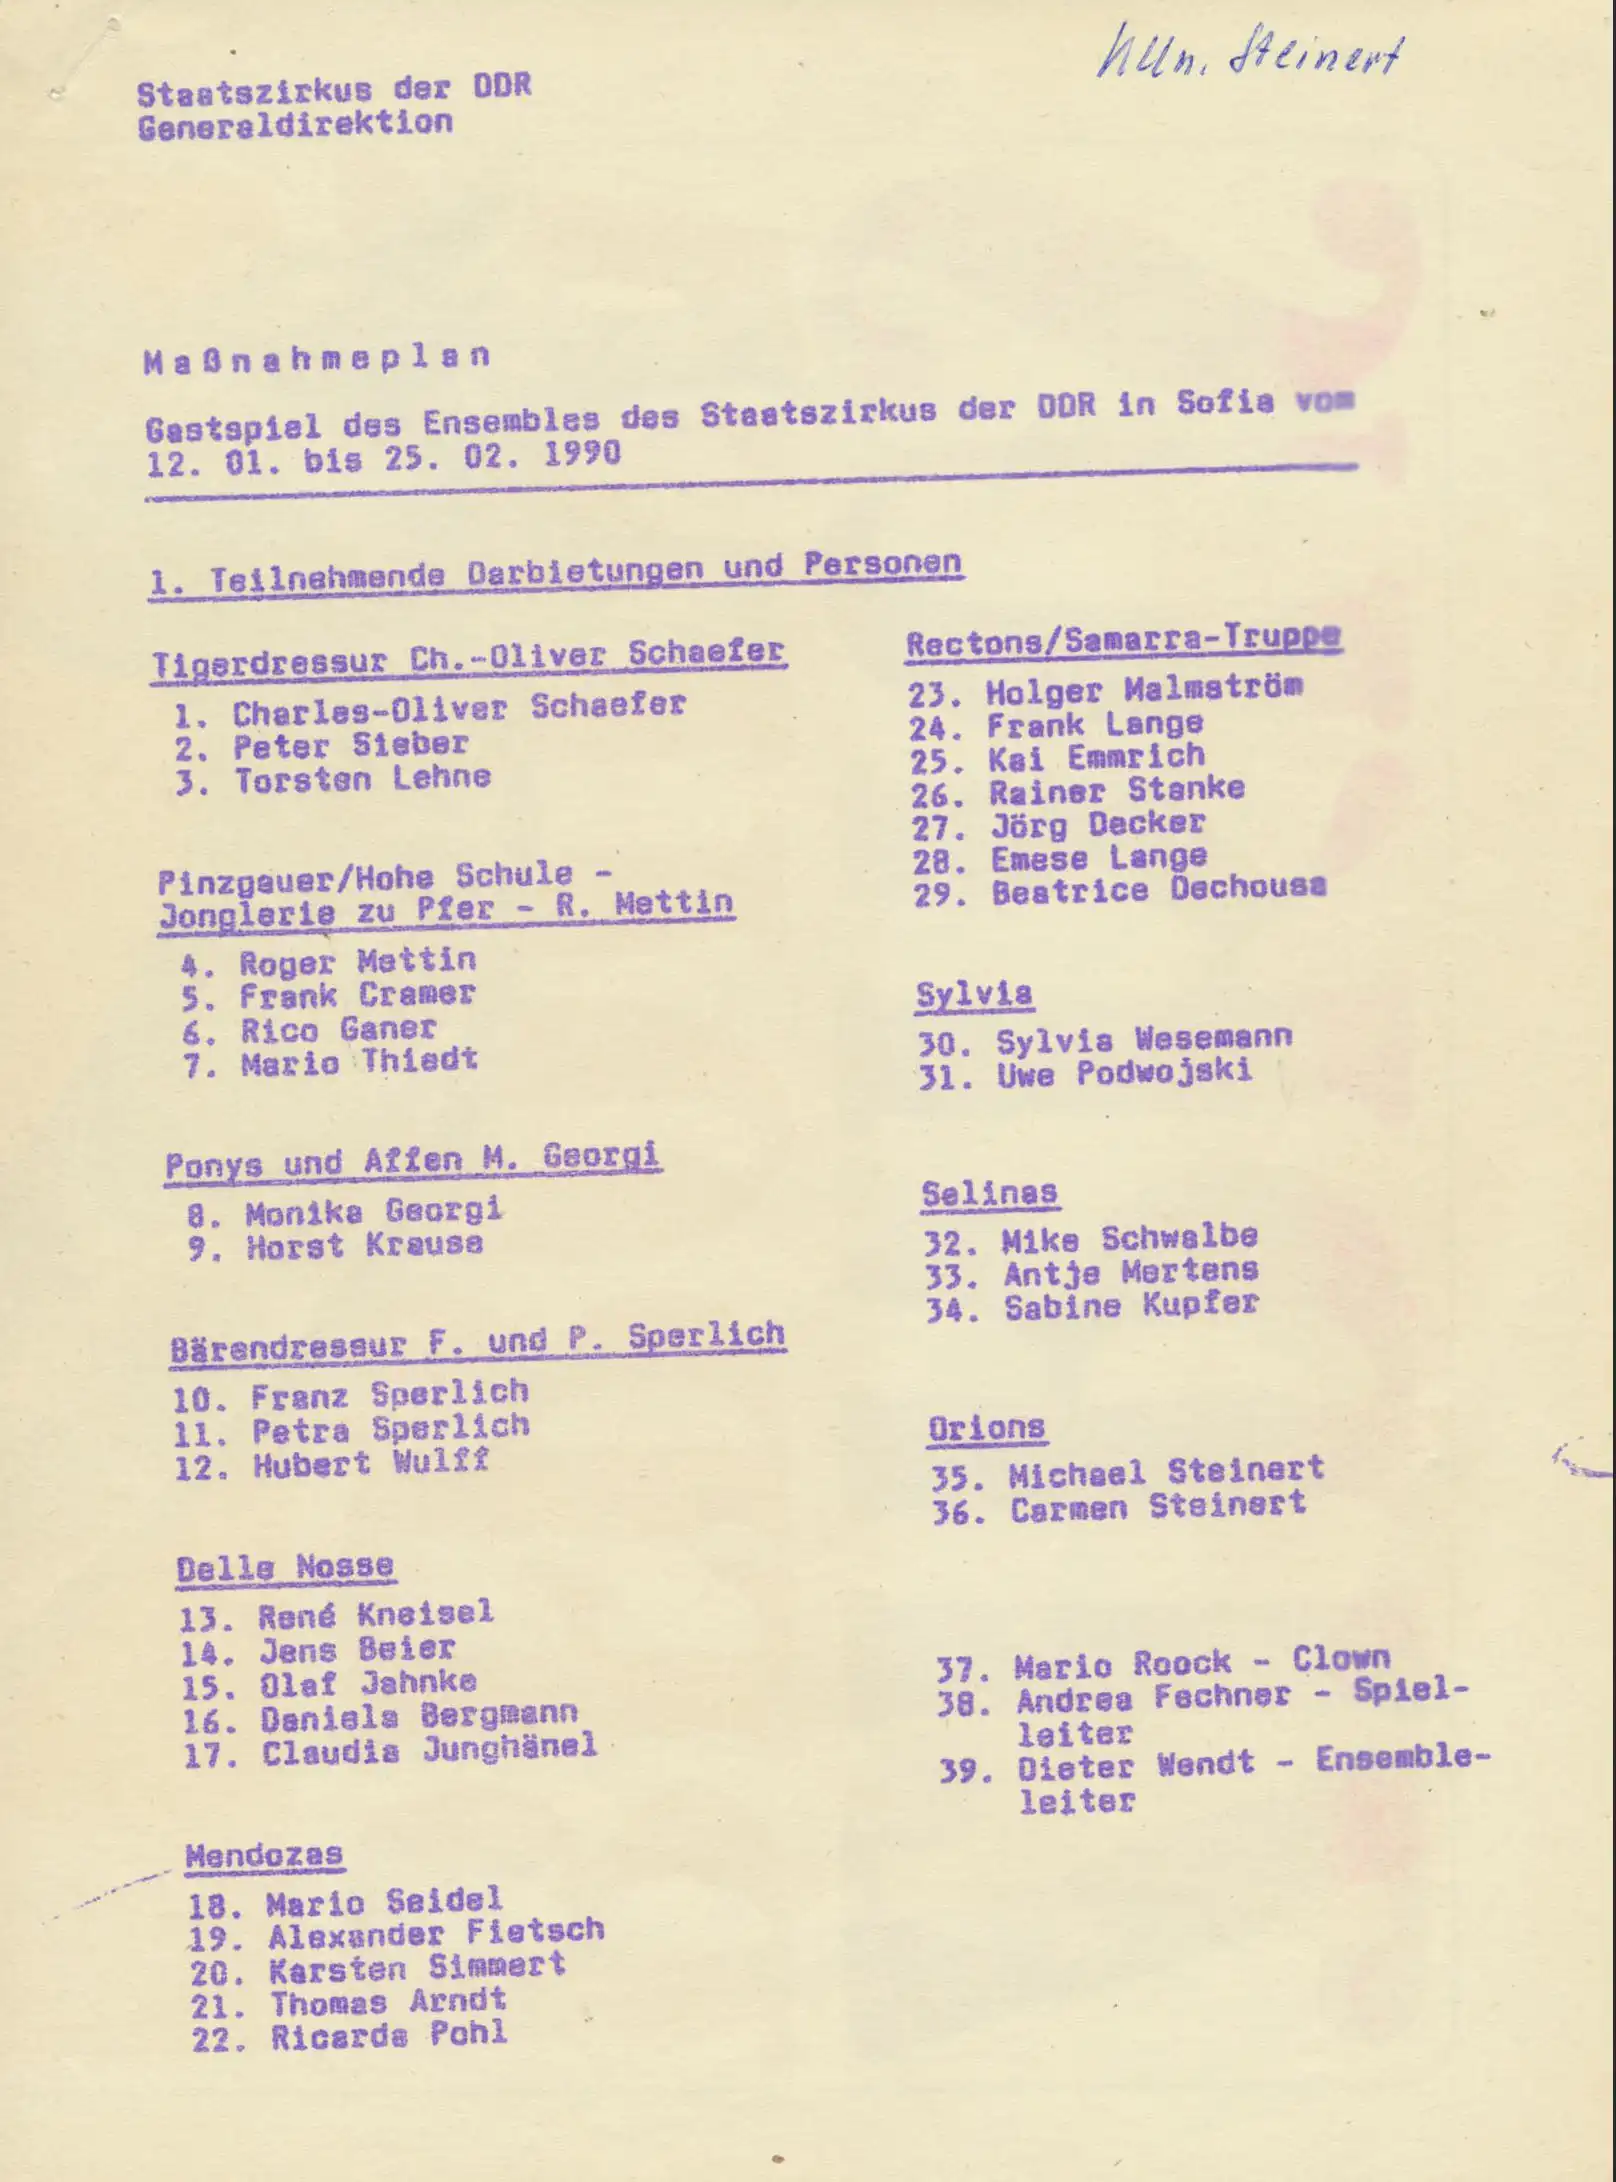 Klln. Steinert
Staatszirkus der DDR
Generaldirektion
Maßnahmeplan
Gastspiel des Ensembles des Staatszirkus der DDR in Sofia vom
12. 01. bis 25. 02. 1990
1. Teilnehmende Darbietungen und Personen
Tigerdressur Ch.-Oliver Schaefer
1. Charles-Oliver Schaefer
2. Peter Sieber
3. Torsten Lehne
Pinzgauer/Hohe Schule -
Jonglerie zu Pfer - R. Mettin
4. Roger Mettin
5. Frank Cramer
6. Rico Ganer
7. Mario Thiedt
Ponys und Affen M. Georgi
8. Monika Georgi
9. Horst Krause
Bärendressur F. und P. Sperlich
10. Franz Sperlich
11. Petra Sperlich
12. Hubert Wulff
Delle Nosse
13. René Kneisel
14. Jens Beier
15. Olaf Jahnke
16. Daniela Bergmann
17. Claudia Junghänel
Mendozas
18. Mario Seidel
19. Alexander Fietsch
20. Karsten Simmert
21. Thomas Arndt
22. Ricarda Pohl
Rectons/Samarra-Truppe
23. Holger Malmström
24. Frank Lange
25. Kai Emmrich
26. Rainer Stanke
27. Jörg Decker
28. Emese Lange
29. Beatrice Dechousa
Sylvia
30. Sylvia Wesemann
31. Uwe Podwojski
Selinas
32. Mike Schwalbe
33. Antje Mertens
34. Sabine Kupfer
Orions
35. Michael Steinert
36. Carmen Steinert
37. Mario Roock - Clown
38. Andrea Fechner - Spiel-
leiter
39. Dieter Wendt - Ensemble-
leiter